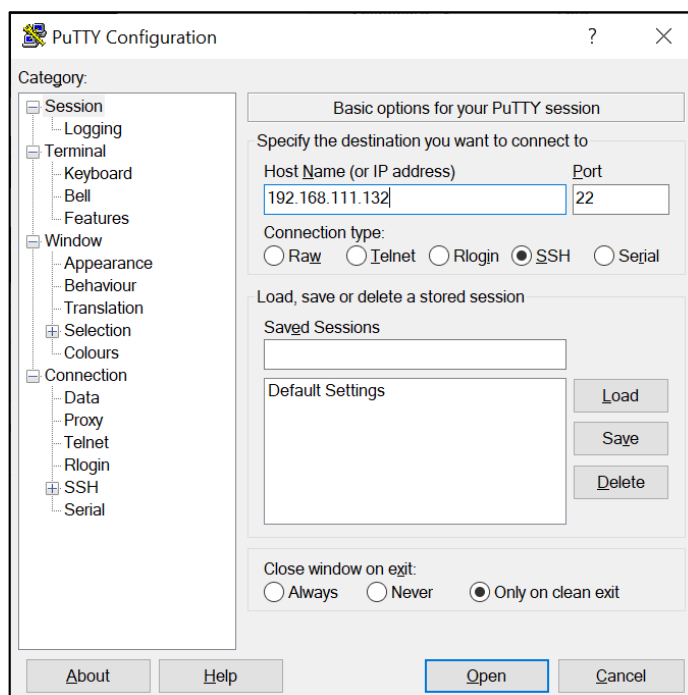 PuTTY Configuration
?
Category:
Session
Logging
Terminal
Keyboard
Bell
Features
Window
Appearance
Behaviour
Translation
Selection
Colours
Connection
Data
Proxy
Telnet
Rlogin
SSH
Serial
Basic options for your PuTTY session
Specify the destination you want to connect to
Host Name (or IP address) Port
192.168.111.132 22
Connection type:
Raw Telnet Rlogin SSH Serial
Load, save or delete a stored session
Saved Sessions
Default Settings
Load
Save
Delete
Close window on exit:
Always Never Only on clean exit
About Help Open Cancel